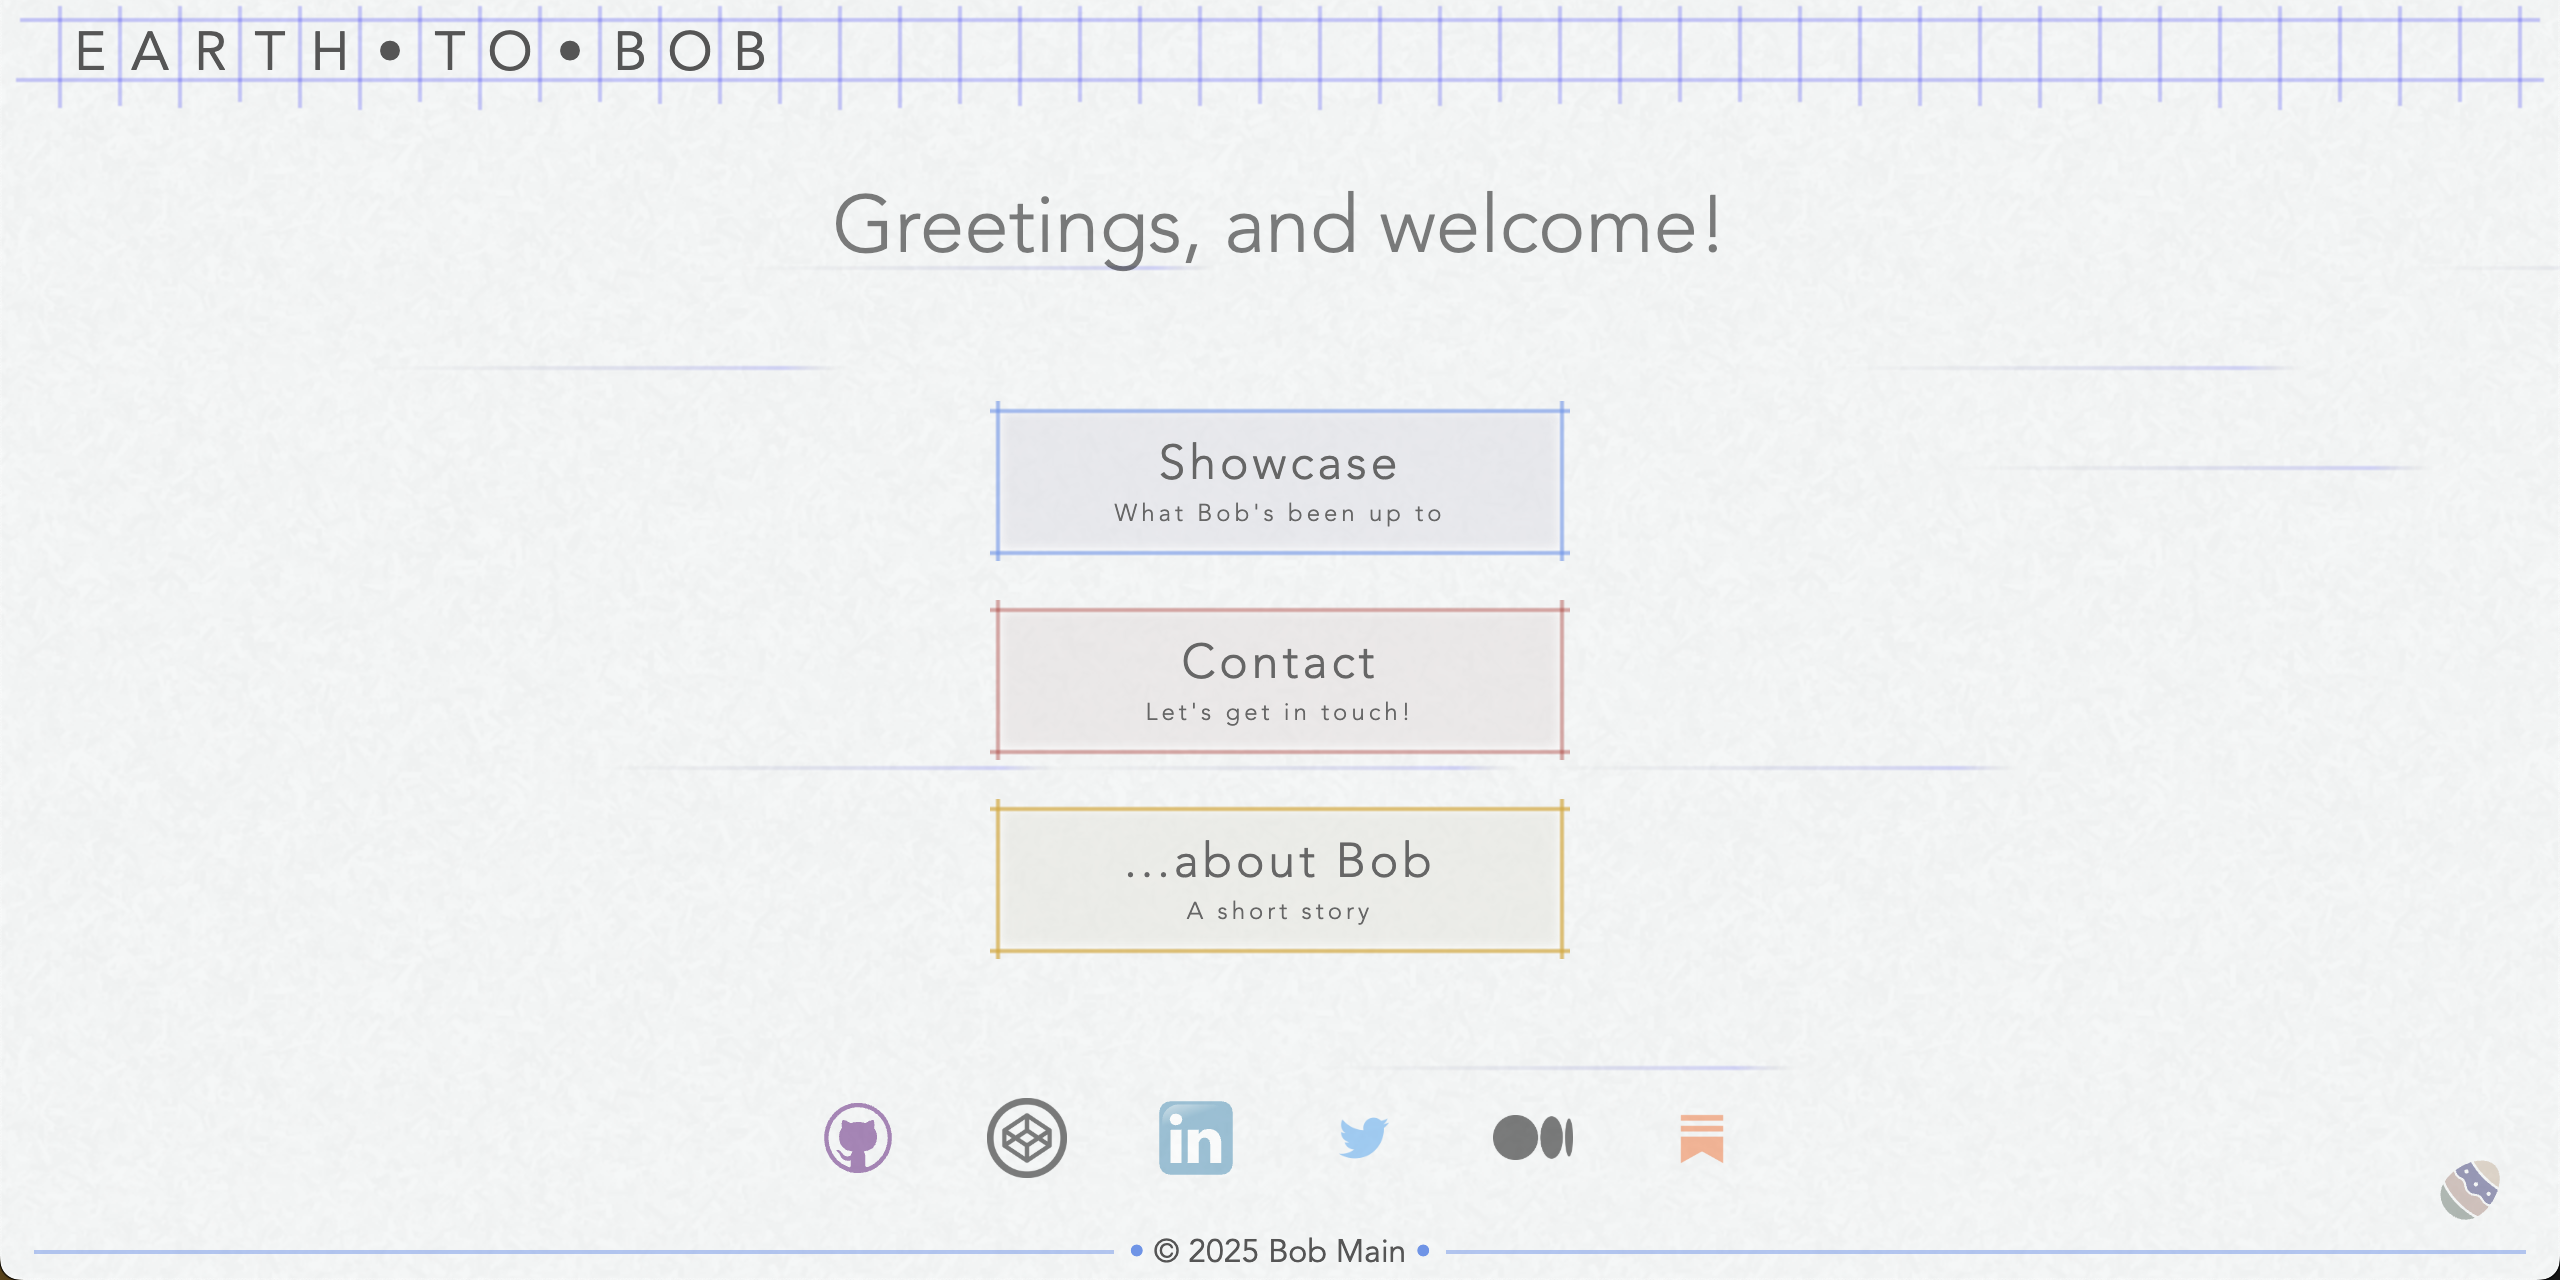 EARTH•TO•BOB
Greetings, and welcome!
Showcase
What Bob's been up to
Contact
Let's get in touch!
...about Bob
A short story
in
• © 2025 Bob Main •